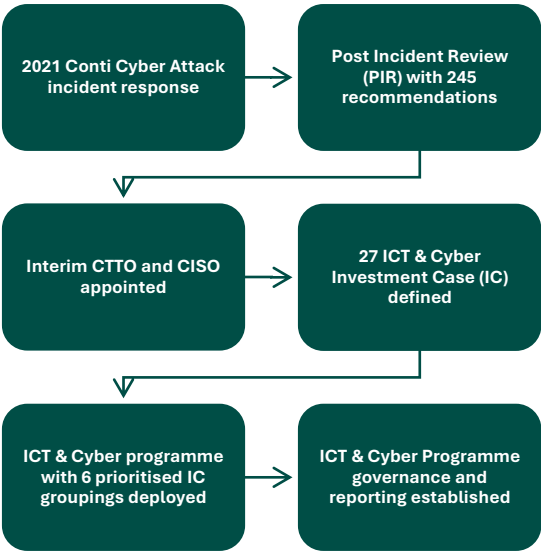 2021 Conti Cyber Attack
incident response
Post Incident Review
(PIR) with 245
recommendations
Interim CTTO and CISO
appointed
27 ICT & Cyber
Investment Case (IC)
defined
ICT & Cyber programme
with 6 prioritised IC
groupings deployed
ICT & Cyber Programme
governance and
reporting established